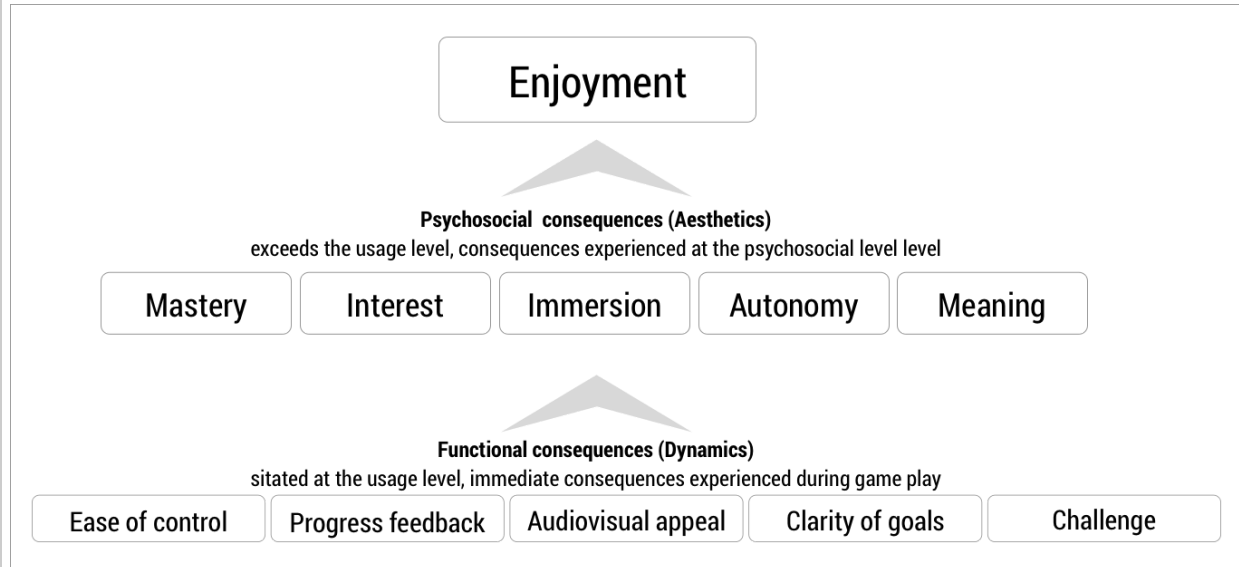 Enjoyment
Psychosocial consequences (Aesthetics)
exceeds the usage level, consequences experienced at the psychosocial level level
Mastery Interest Immersion Autonomy Meaning
Functional consequences (Dynamics)
sitated at the usage level, immediate consequences experienced during game play
Ease of control Progress feedback Audiovisual appeal Clarity of goals Challenge